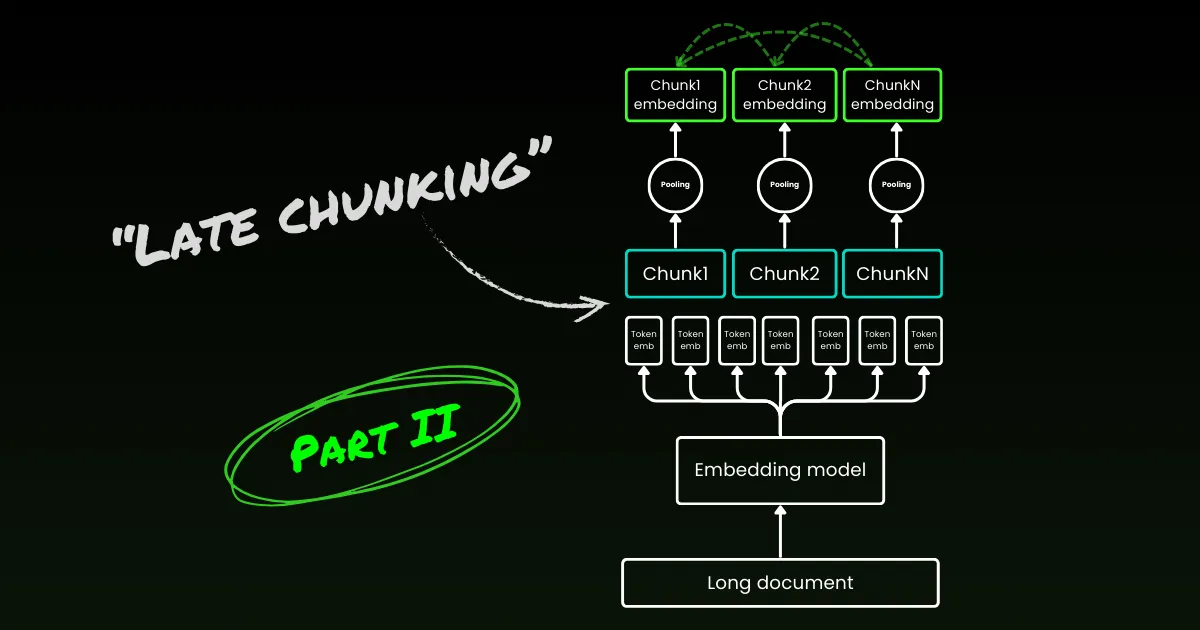 “LATE CHUNKING”
PART II
Chunk1
embedding
Chunk2
embedding
ChunkN
embedding
Pooling
Pooling
Pooling
Chunk1
Chunk2
ChunkN
Token
emb
Token
emb
Token
emb
Token
emb
Token
emb
Token
emb
Token
emb
Embedding model
Long document